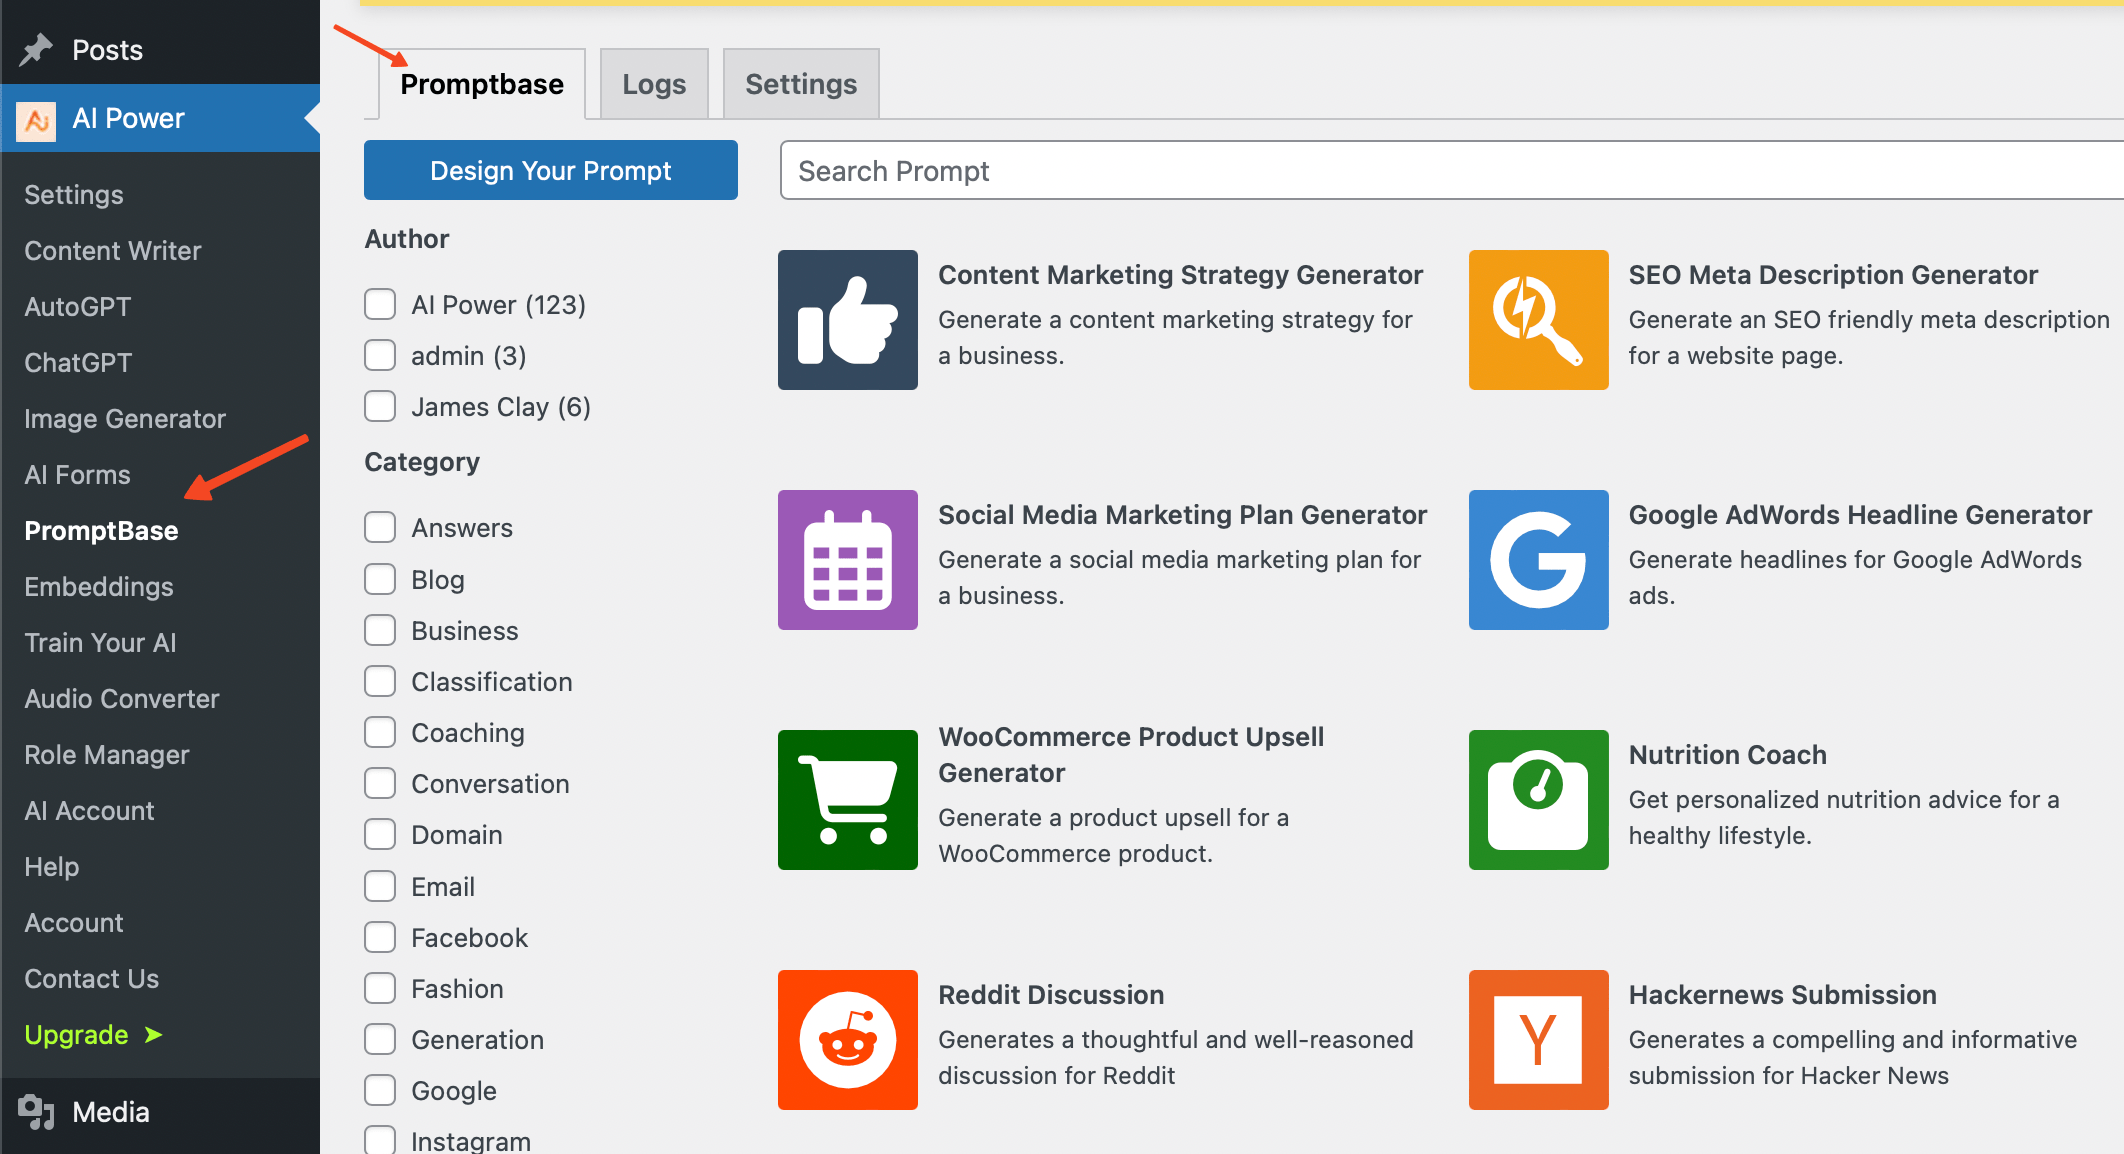 Posts
AI Power
Settings
Content Writer
AutoGPT
ChatGPT
Image Generator
AI Forms
PromptBase
Embeddings
Train Your AI
Audio Converter
Role Manager
AI Account
Help
Account
Contact Us
Upgrade ➤
Media
Promptbase
Logs
Settings
Design Your Prompt
Search Prompt
Author
AI Power (123)
admin (3)
James Clay (6)
Category
Answers
Blog
Business
Classification
Coaching
Conversation
Domain
Email
Facebook
Fashion
Generation
Google
Instagram
Content Marketing Strategy Generator
Generate a content marketing strategy for
a business.
SEO Meta Description Generator
Generate an SEO friendly meta description
for a website page.
Social Media Marketing Plan Generator
Generate a social media marketing plan for
a business.
Google AdWords Headline Generator
Generate headlines for Google AdWords
ads.
WooCommerce Product Upsell
Generator
Generate a product upsell for a
WooCommerce product.
Nutrition Coach
Get personalized nutrition advice for a
healthy lifestyle.
Reddit Discussion
Generates a thoughtful and well-reasoned
discussion for Reddit
Y
Hackernews Submission
Generates a compelling and informative
submission for Hacker News